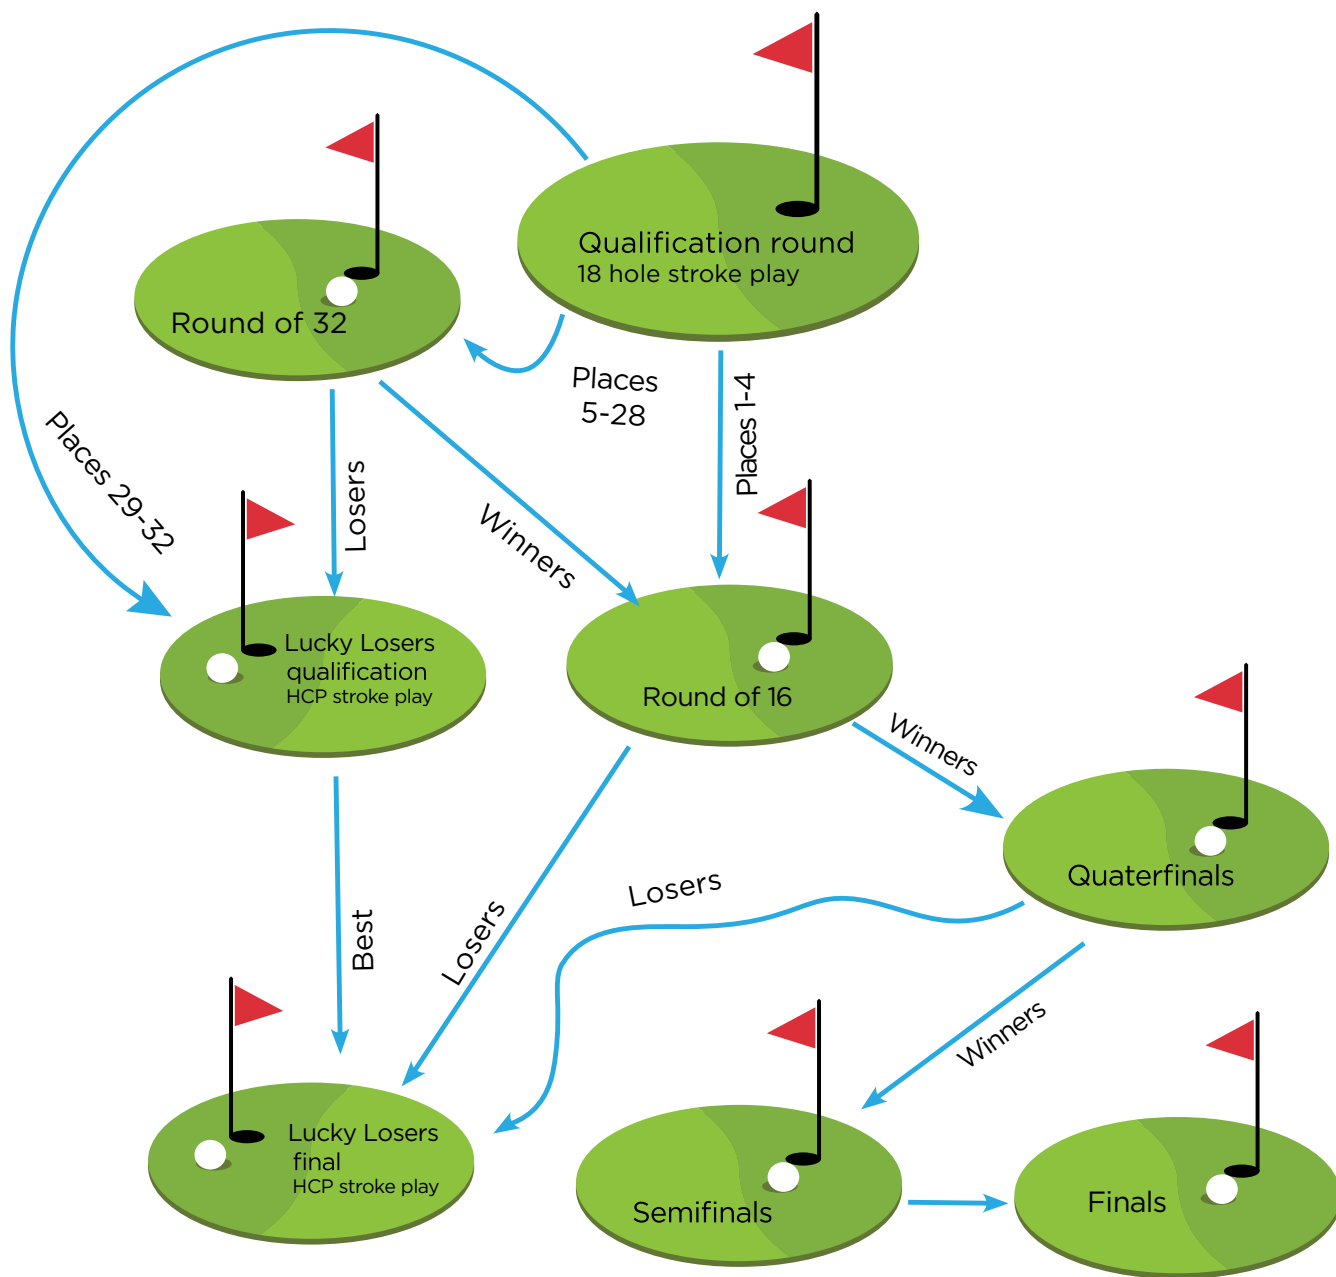 Qualification round
18 hole stroke play
Round of 32
Places
5-28
Places 1-4
Places 29-32
Losers
Winners
Lucky Losers
qualification
HCP stroke play
Round of 16
Winners
Quaterfinals
Losers
Best
Losers
Winners
Lucky Losers
final
HCP stroke play
Semifinals
Finals